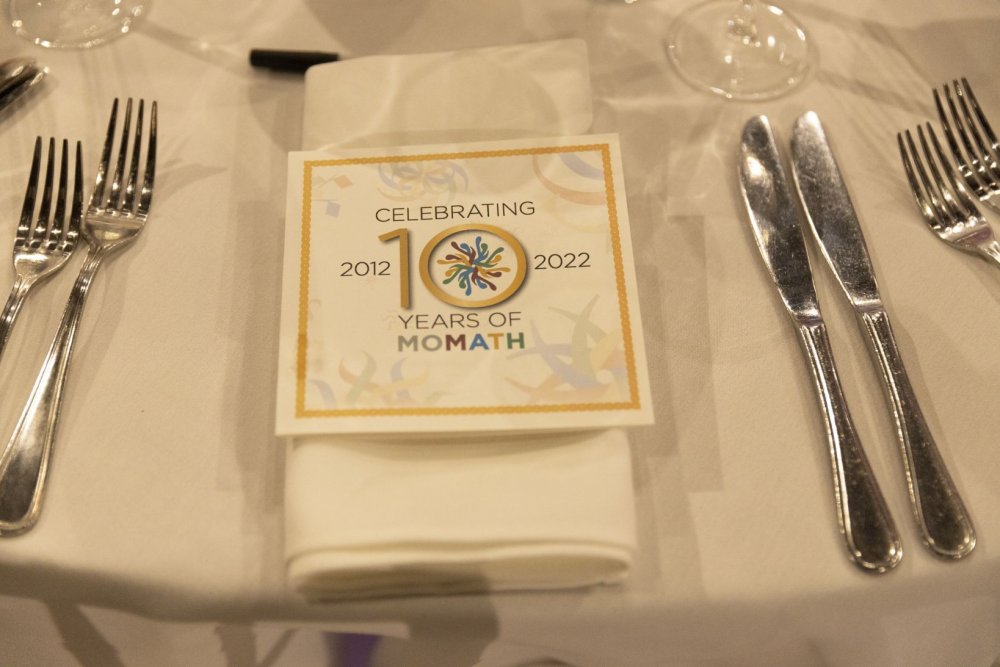 CELEBRATING
2012 10 2022
YEARS OF
MOMATH